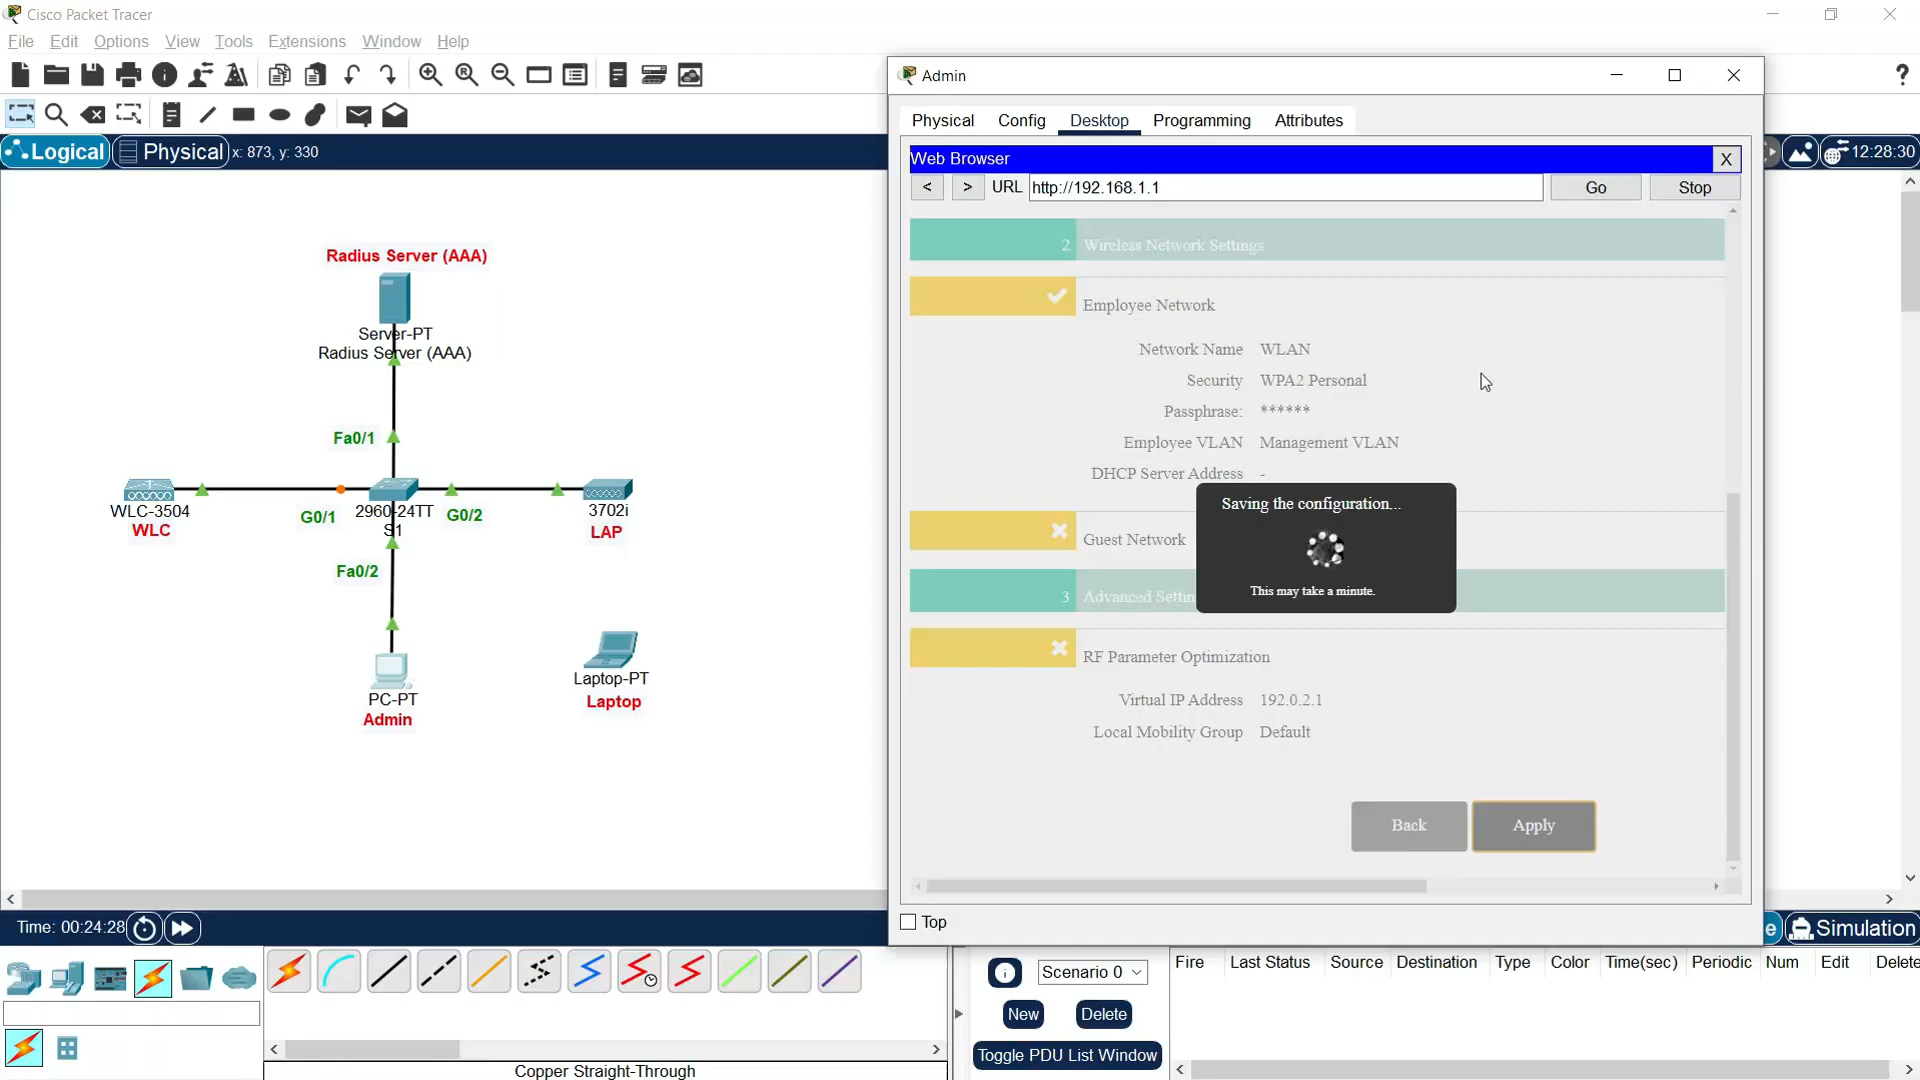 Cisco Packet Tracer
File Edit Options View Tools Extensions Window Help
?
Logical Physical x: 873, y: 330
12:28:30
Radius Server (AAA)
Server-PT
Radius Server (AAA)
Fa0/1
WLC-3504
WLC
G0/1
2960-24TT
S1
G0/2
3702i
LAP
Fa0/2
PC-PT
Admin
Laptop-PT
Laptop
Admin
Physical Config Desktop Programming Attributes
Web Browser X
< > URL http://192.168.1.1 Go Stop
2 Wireless Network Settings
Employee Network
Network Name WLAN
Security WPA2 Personal
Passphrase: ******
Employee VLAN Management VLAN
DHCP Server Address -
Saving the configuration...
This may take a minute.
Guest Network
3 Advanced Settin
RF Parameter Optimization
Virtual IP Address 192.0.2.1
Local Mobility Group Default
Back Apply
Top
Time: 00:24:28
e Simulation
Scenario 0
New Delete
Toggle PDU List Window
Fire Last Status Source Destination Type Color Time(sec) Periodic Num Edit Delete
Copper Straight-Through